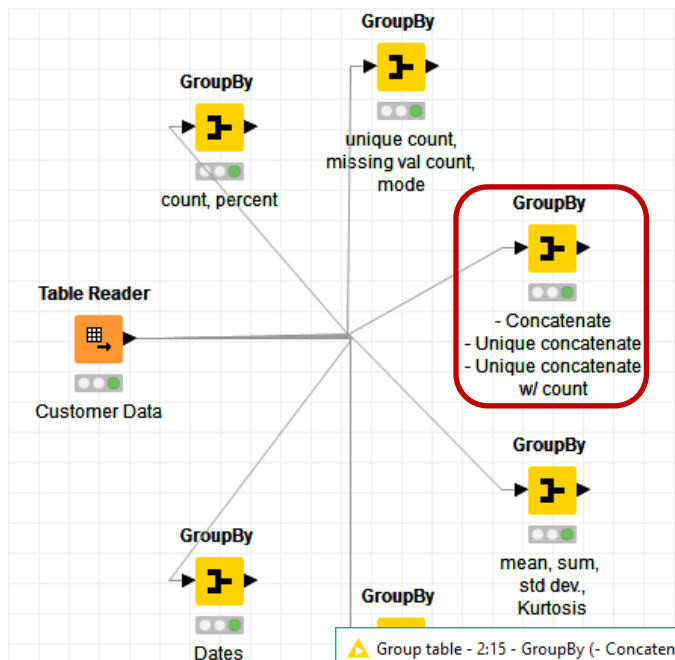 GroupBy
unique count,
missing val count,
mode
GroupBy
count, percent
GroupBy
- Concatenate
- Unique concatenate
- Unique concatenate
w/ count
Table Reader
Customer Data
GroupBy
mean, sum,
std dev.,
Kurtosis
GroupBy
Dates
GroupBy
Group table - 2:15 - GroupBy (- Concaten